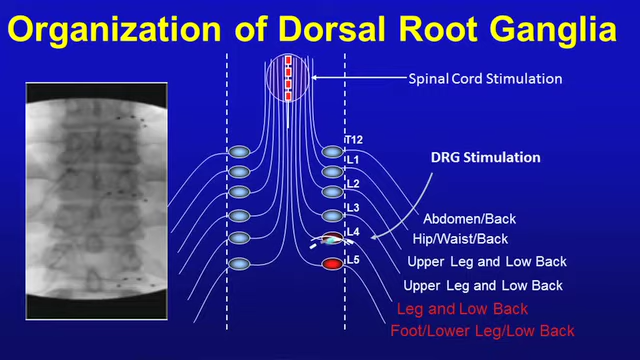 Organization of Dorsal Root Ganglia
Spinal Cord Stimulation
T12
L1
DRG Stimulation
L2
L3
Abdomen/Back
L4
Hip/Waist/Back
L5
Upper Leg and Low Back
Upper Leg and Low Back
Leg and Low Back
Foot/Lower Leg/Low Back